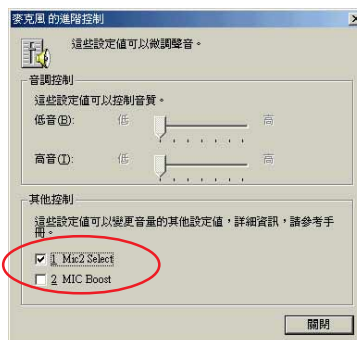 麥克風 的進階控制
這些設定值可以微調聲音。
音調控制
這些設定值可以控制音質。
低音(B): 低 高
高音(T): 低 高
其他控制
這些設定值可以變更音量的其他設定值，詳細資訊，請參考手
冊。
1 Mic2 Select
2 MIC Boost
關閉